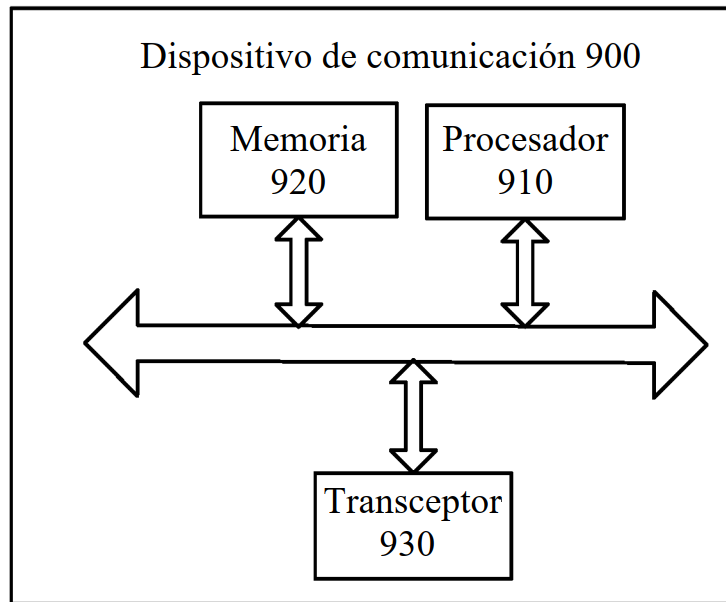 Dispositivo de comunicación 900
Memoria
920
Procesador
910
Transceptor
930